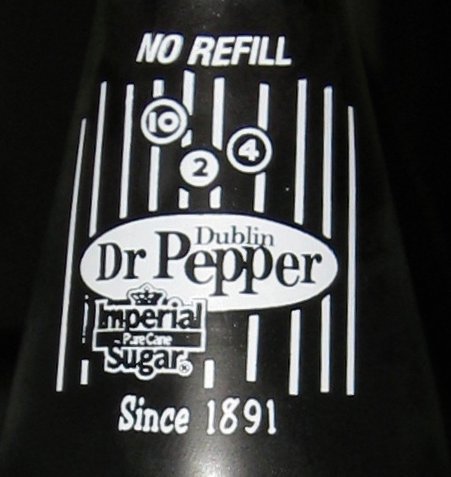 NO REFILL
10
4
2
Dublin
Dr Pepper
Imperial
Pure Cane
Sugar®
Since 1891